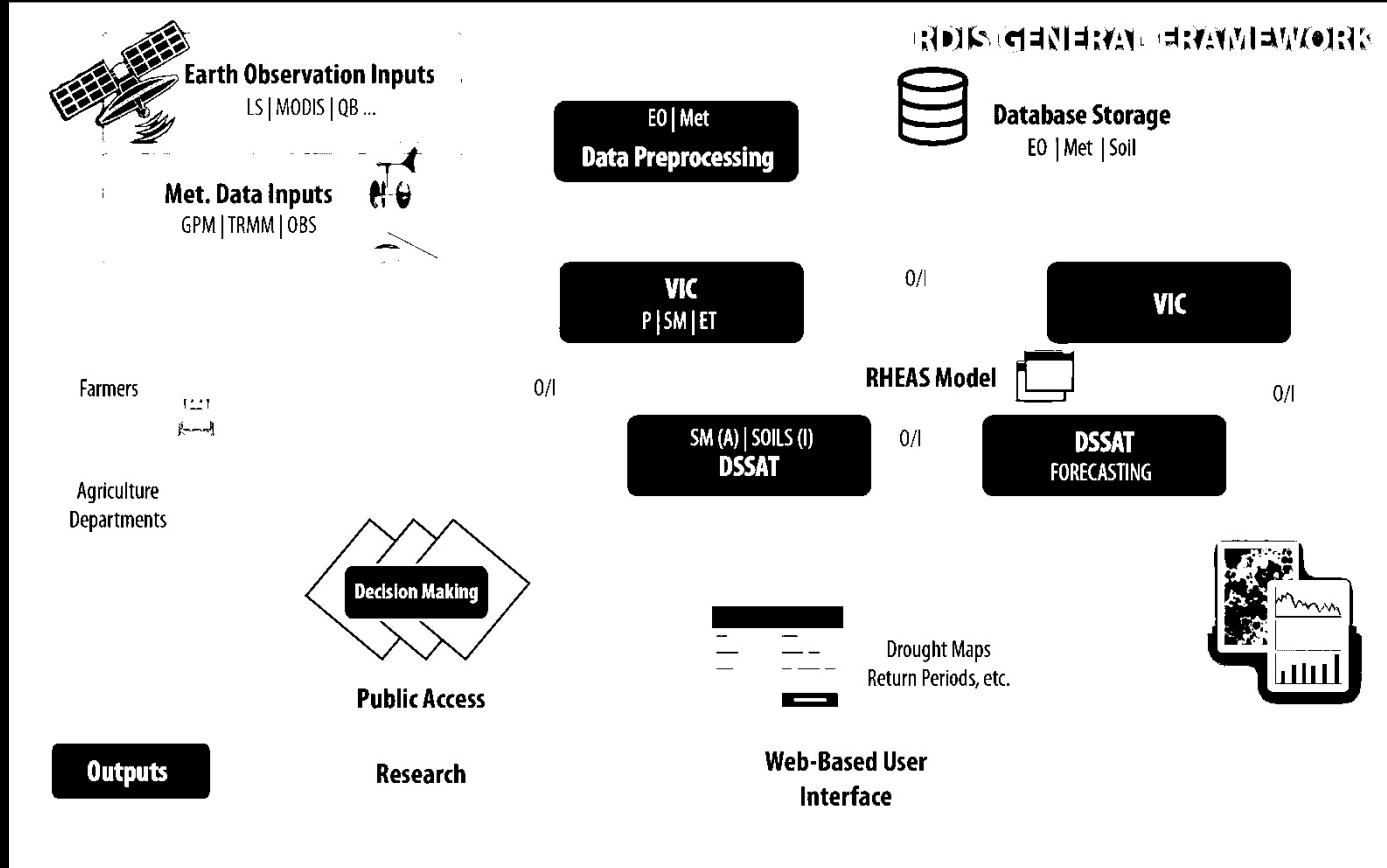 RDIS GENERAL FRAMEWORK
Earth Observation Inputs
LS | MODIS | QB ...
EO | Met
Data Preprocessing
Database Storage
EO | Met | Soil
Met. Data Inputs
GPM | TRMM | OBS
VIC
P | SM | ET
O/I
VIC
Farmers
O/I
RHEAS Model
O/I
SM (A) | SOILS (I)
DSSAT
O/I
DSSAT
FORECASTING
Agriculture
Departments
Decision Making
Drought Maps
Return Periods, etc.
Public Access
Outputs
Research
Web-Based User
Interface